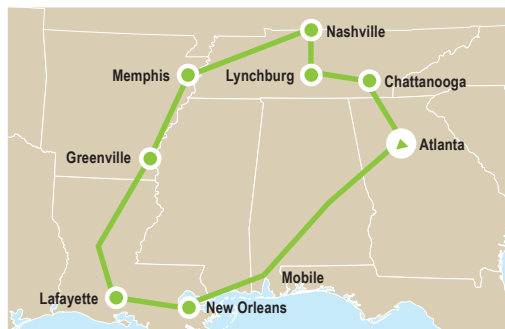 Nashville
Memphis
Lynchburg
Chattanooga
Greenville
Atlanta
Mobile
Lafayette
New Orleans